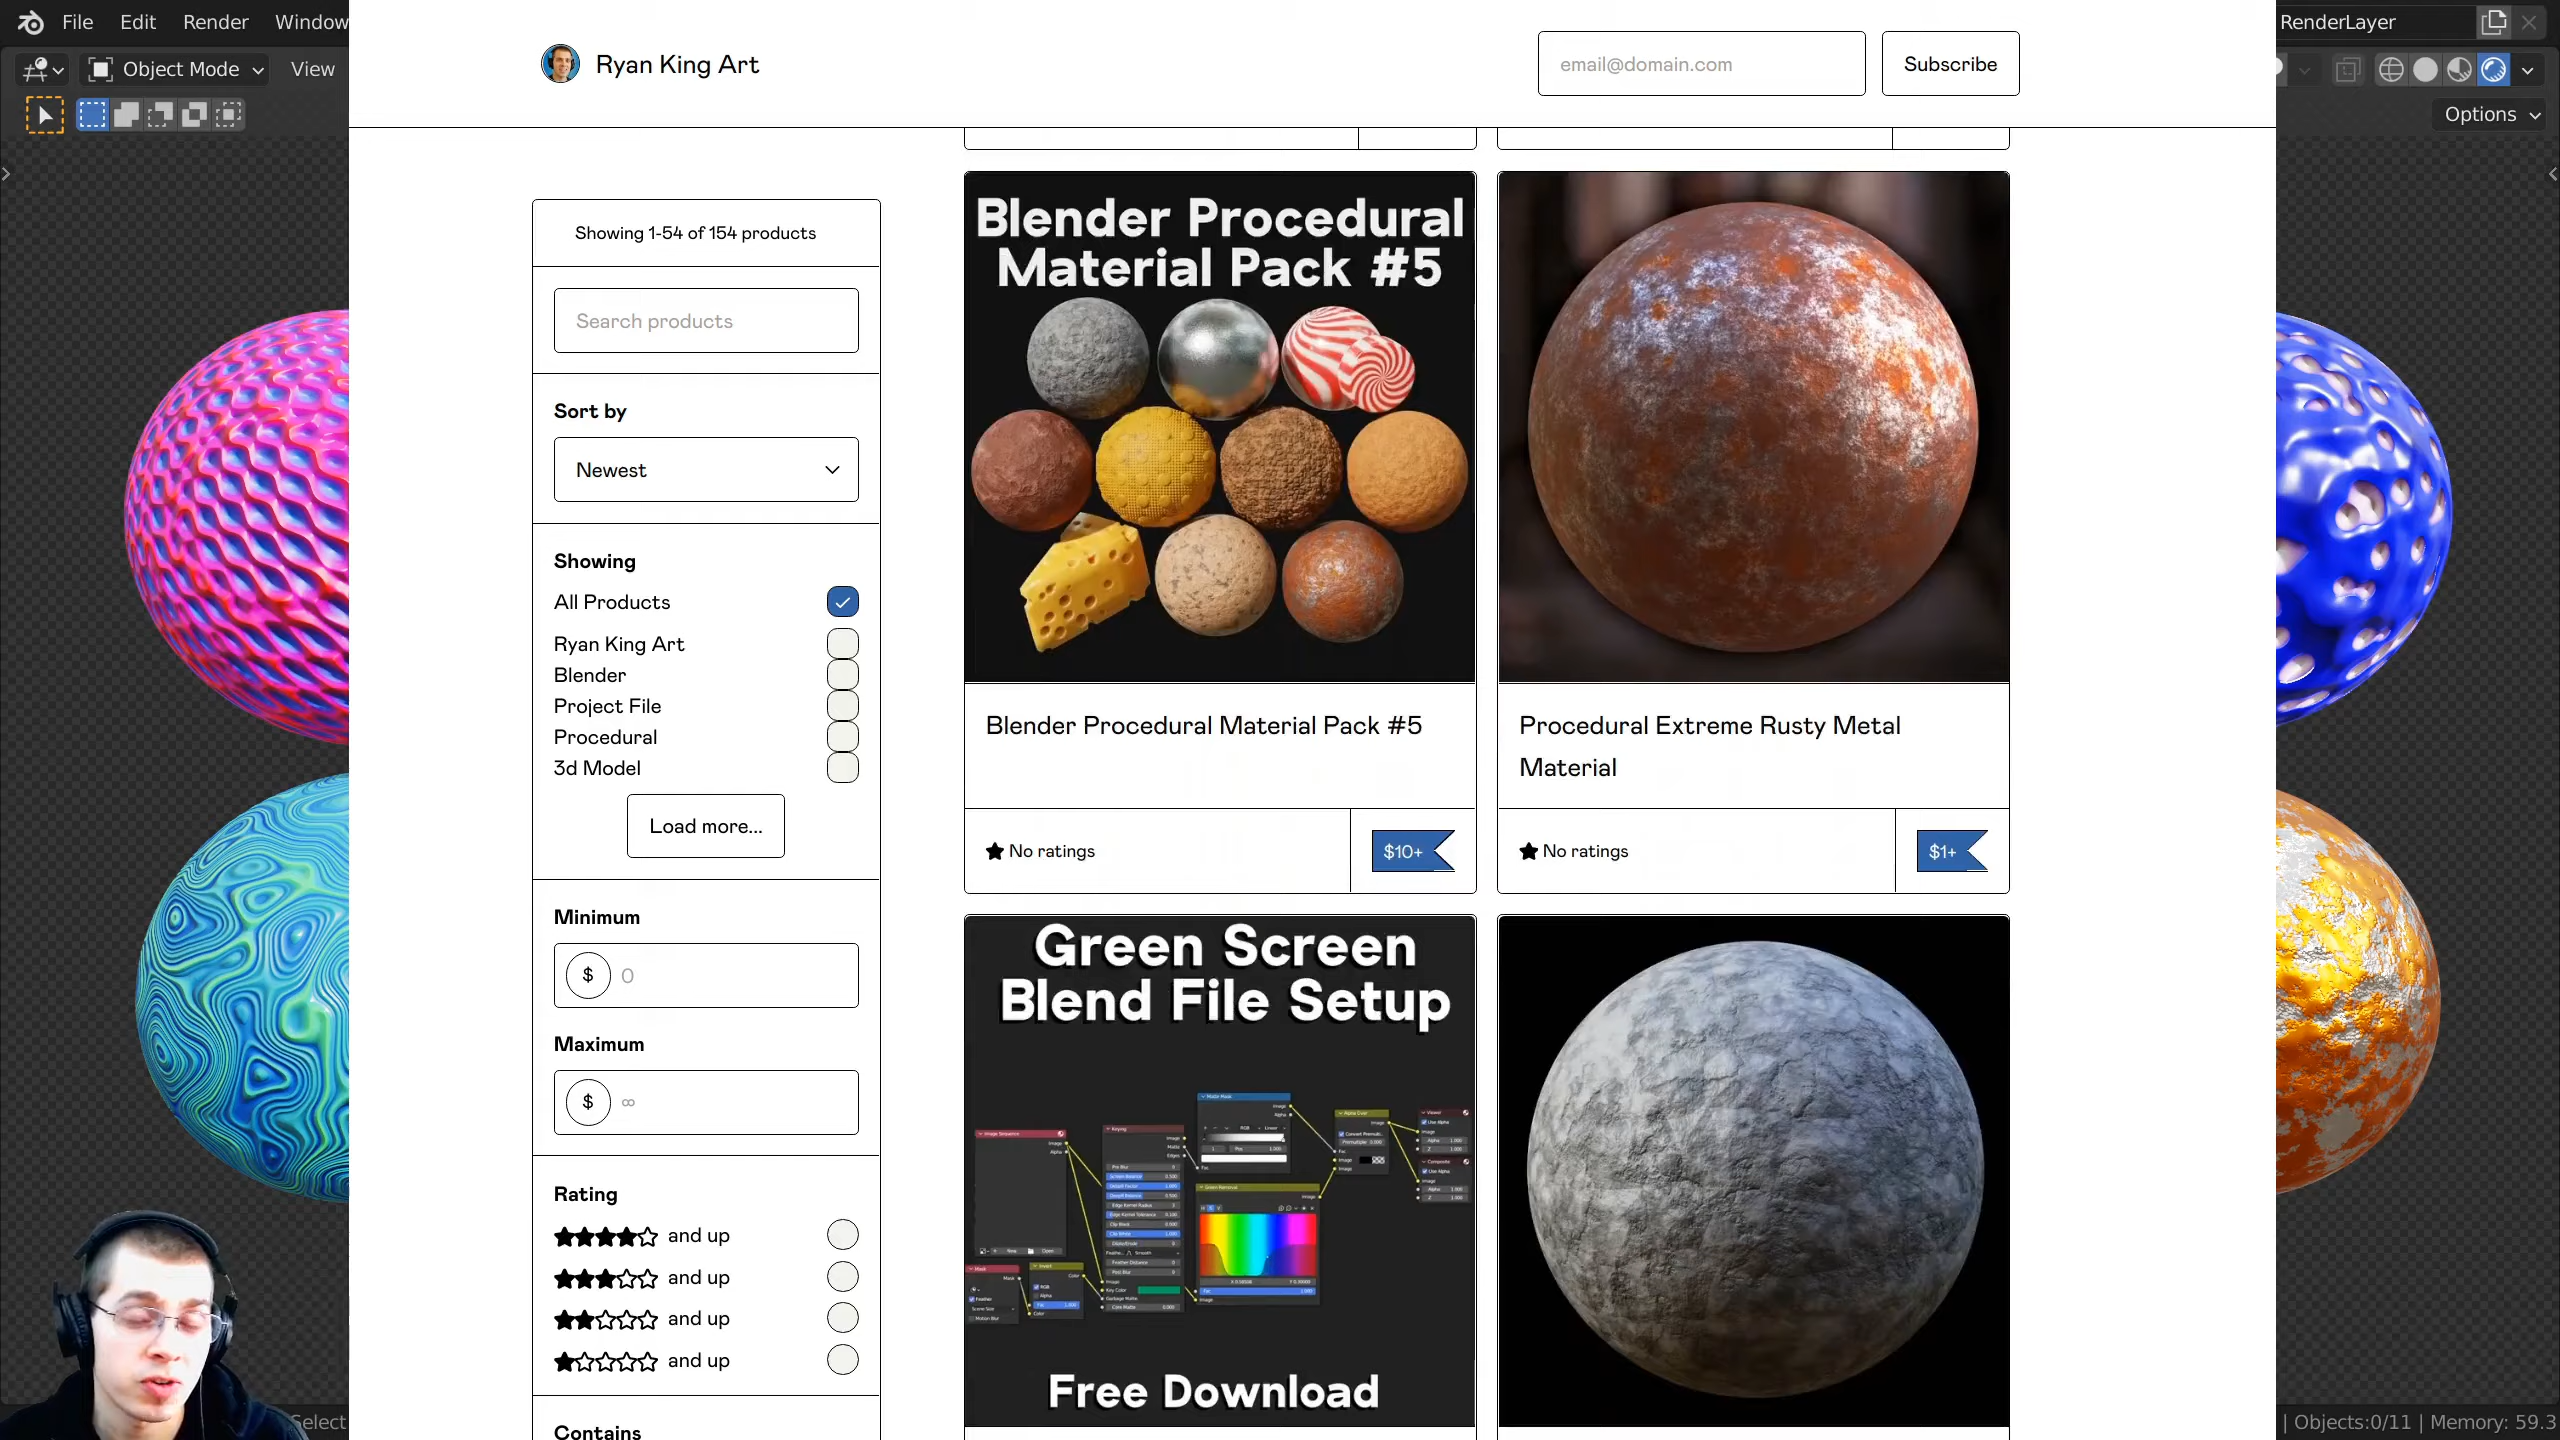 File Edit Render Window
RenderLayer
Object Mode View
Options
Ryan King Art
email@domain.com
Subscribe
Showing 1-54 of 154 products
Search products
Sort by
Newest
Showing
All Products
Ryan King Art
Blender
Project File
Procedural
3d Model
Load more...
Minimum
$ 0
Maximum
$ ∞
Rating
and up
and up
and up
and up
Contains
Blender Procedural
Material Pack #5
Blender Procedural Material Pack #5
No ratings
$10+
Procedural Extreme Rusty Metal
Material
No ratings
$1+
Green Screen
Blend File Setup
Free Download
Select
| Objects:0/11 | Memory: 59.3